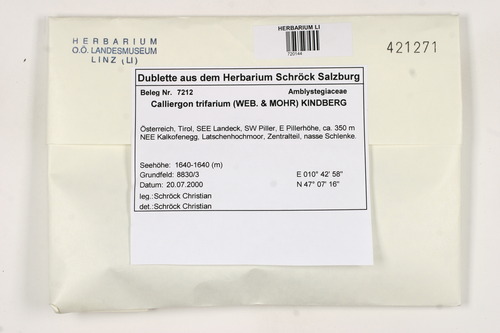 HERBARIUM
O.Ö. LANDESMUSEUM
LINZ (LI)
HERBARIUM LI
720144
421271
Dublette aus dem Herbarium Schröck Salzburg
Beleg Nr. 7212 Amblystegiaceae
Calliergon trifarium (WEB. & MOHR) KINDBERG
Österreich, Tirol, SEE Landeck, SW Piller, E Pillerhöhe, ca. 350 m
NEE Kalkofenegg, Latschenhochmoor, Zentralteil, nasse Schlenke.
Seehöhe: 1640-1640 (m)
Grundfeld: 8830/3 E 010° 42' 58"
Datum: 20.07.2000 N 47° 07' 16"
leg.:Schröck Christian
det.:Schröck Christian